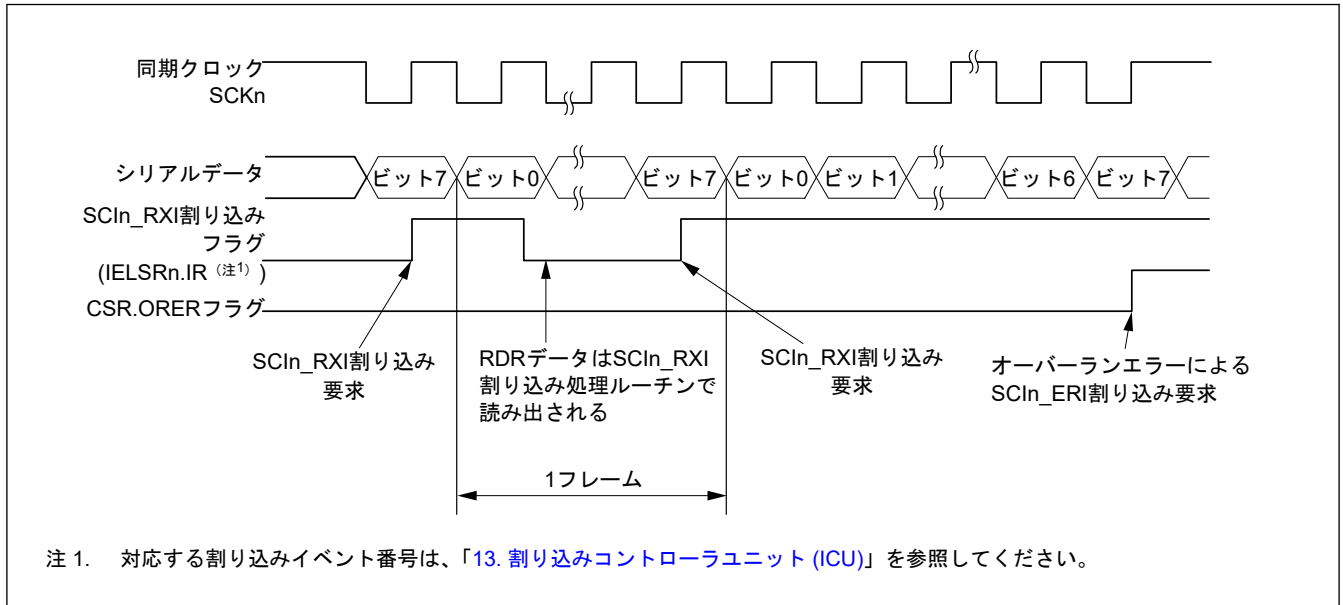 同期クロック
SCKn
シリアルデータ
ビット7
ビット0
ビット7
ビット0
ビット1
ビット6
ビット7
SCIn_RXI割り込み
フラグ
(IELSRn.IR（注1）)
CSR.ORERフラグ
SCIn_RXI割り込み
要求
RDRデータはSCIn_RXI
割り込み処理ルーチンで
読み出される
SCIn_RXI割り込み
要求
オーバーランエラーによる
SCIn_ERI割り込み要求
1フレーム
注 1. 対応する割り込みイベント番号は、「13. 割り込みコントローラユニット (ICU)」を参照してください。